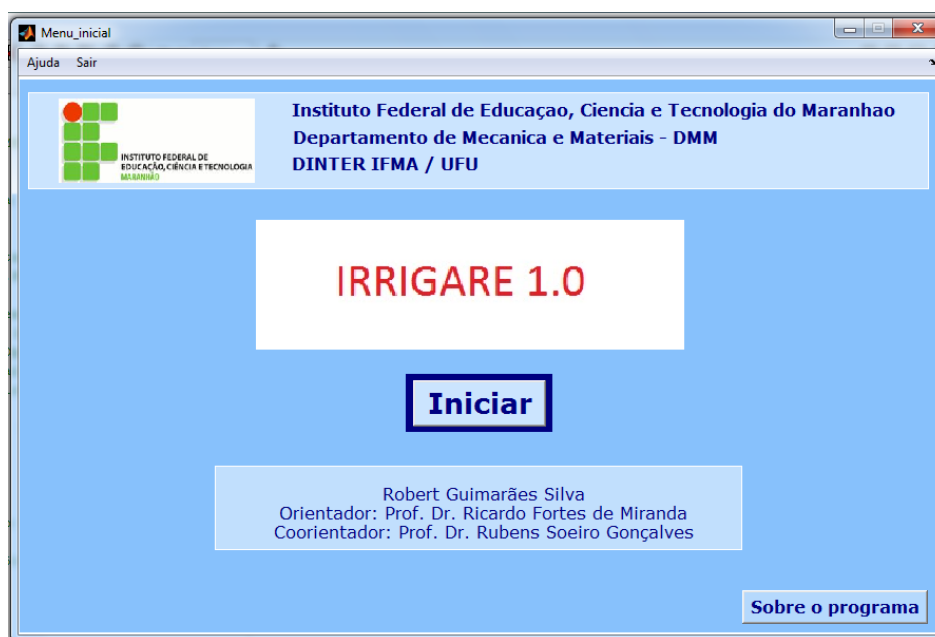 Menu_inicial
Ajuda Sair
Instituto Federal de Educaçao, Ciencia e Tecnologia do Maranhao
Departamento de Mecanica e Materiais - DMM
DINTER IFMA / UFU
INSTITUTO FEDERAL DE
EDUCAÇÃO, CIÊNCIA E TECNOLOGIA
MARANHÃO
IRRIGARE 1.0
Iniciar
Robert Guimarães Silva
Orientador: Prof. Dr. Ricardo Fortes de Miranda
Coorientador: Prof. Dr. Rubens Soeiro Gonçalves
Sobre o programa